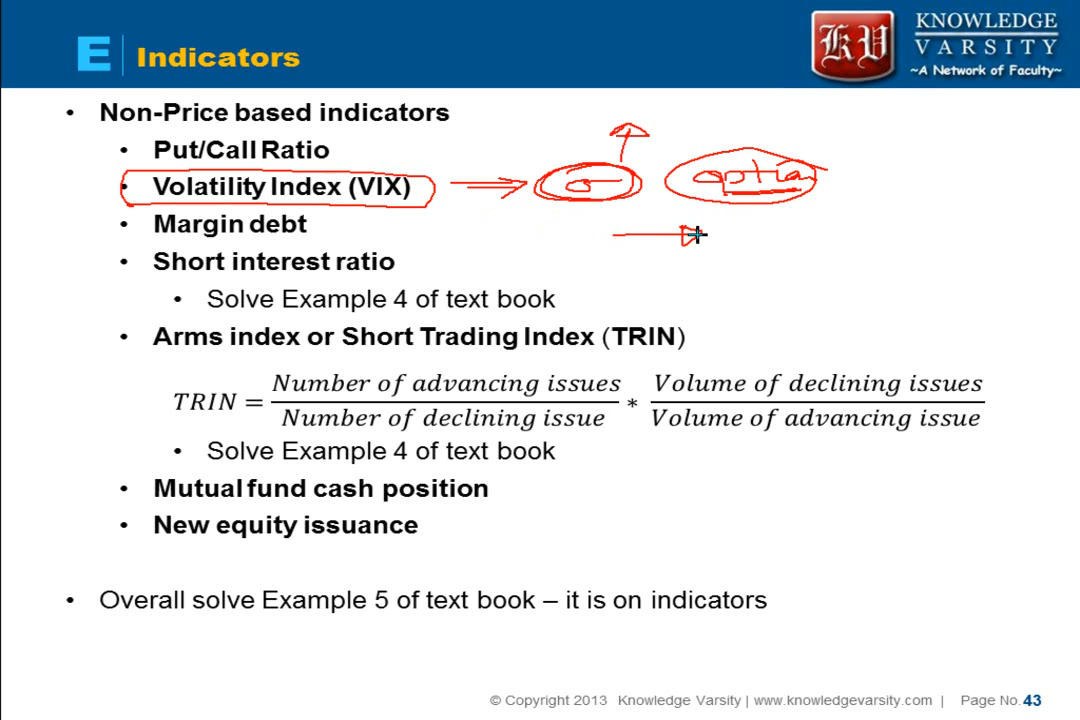 E Indicators
KV KNOWLEDGE
VARSITY
~A Network of Faculty~
• Non-Price based indicators
• Put/Call Ratio
• Volatility Index (VIX) σ option
• Margin debt
• Short interest ratio
• Solve Example 4 of text book
• Arms index or Short Trading Index (TRIN)
TRIN = Number of advancing issues / Number of declining issue * Volume of declining issues / Volume of advancing issue
• Solve Example 4 of text book
• Mutual fund cash position
• New equity issuance
• Overall solve Example 5 of text book – it is on indicators
© Copyright 2013 Knowledge Varsity | www.knowledgevarsity.com | Page No. 43